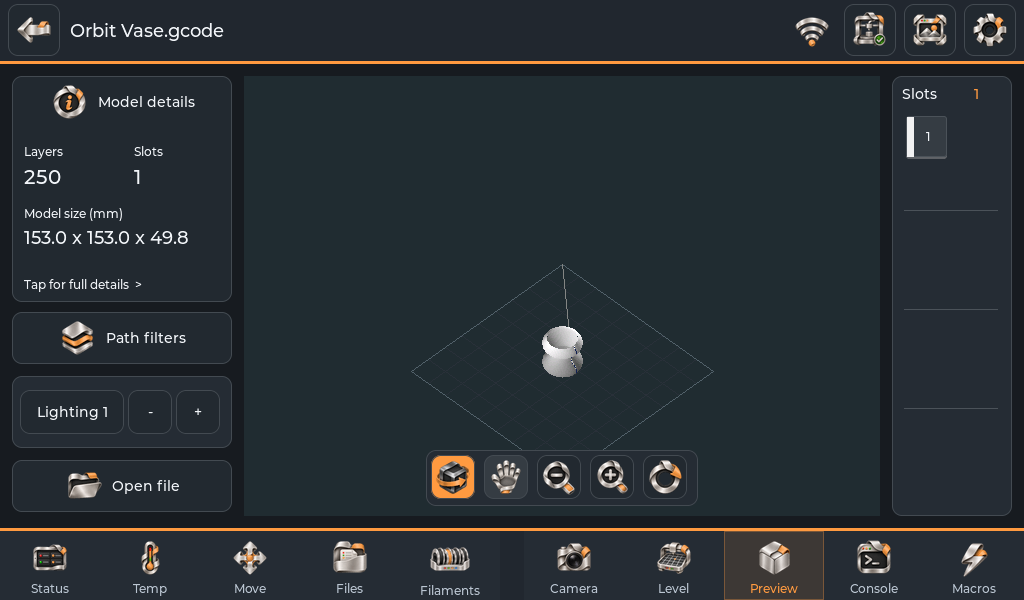 Orbit Vase.gcode
Model details
Layers
Slots
250
1
Model size (mm)
153.0 x 153.0 x 49.8
Tap for full details >
Path filters
Lighting 1
-
+
Open file
Slots
1
1
Status
Temp
Move
Files
Filaments
Camera
Level
Preview
Console
Macros